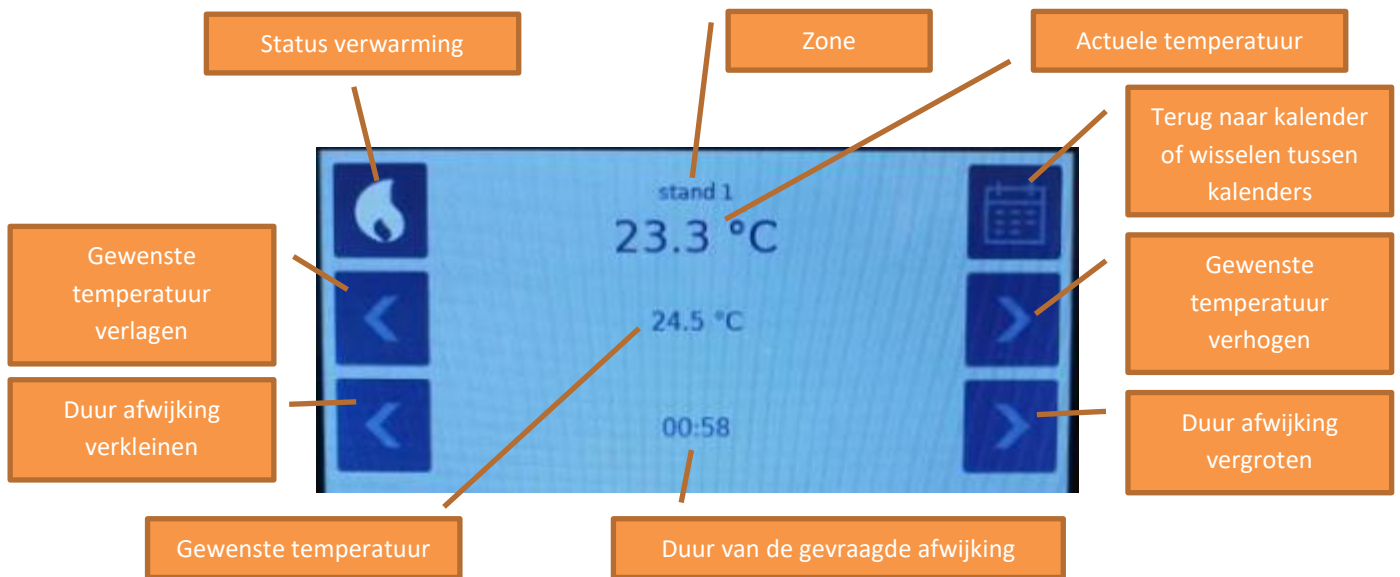 Status verwarming
Zone
Actuele temperatuur
Terug naar kalender
of wisselen tussen
kalenders
stand 1
23.3 °C
Gewenste
temperatuur
verlagen
24.5 °C
Gewenste
temperatuur
verhogen
Duur afwijking
verkleinen
00:58
Duur afwijking
vergroten
Gewenste temperatuur
Duur van de gevraagde afwijking